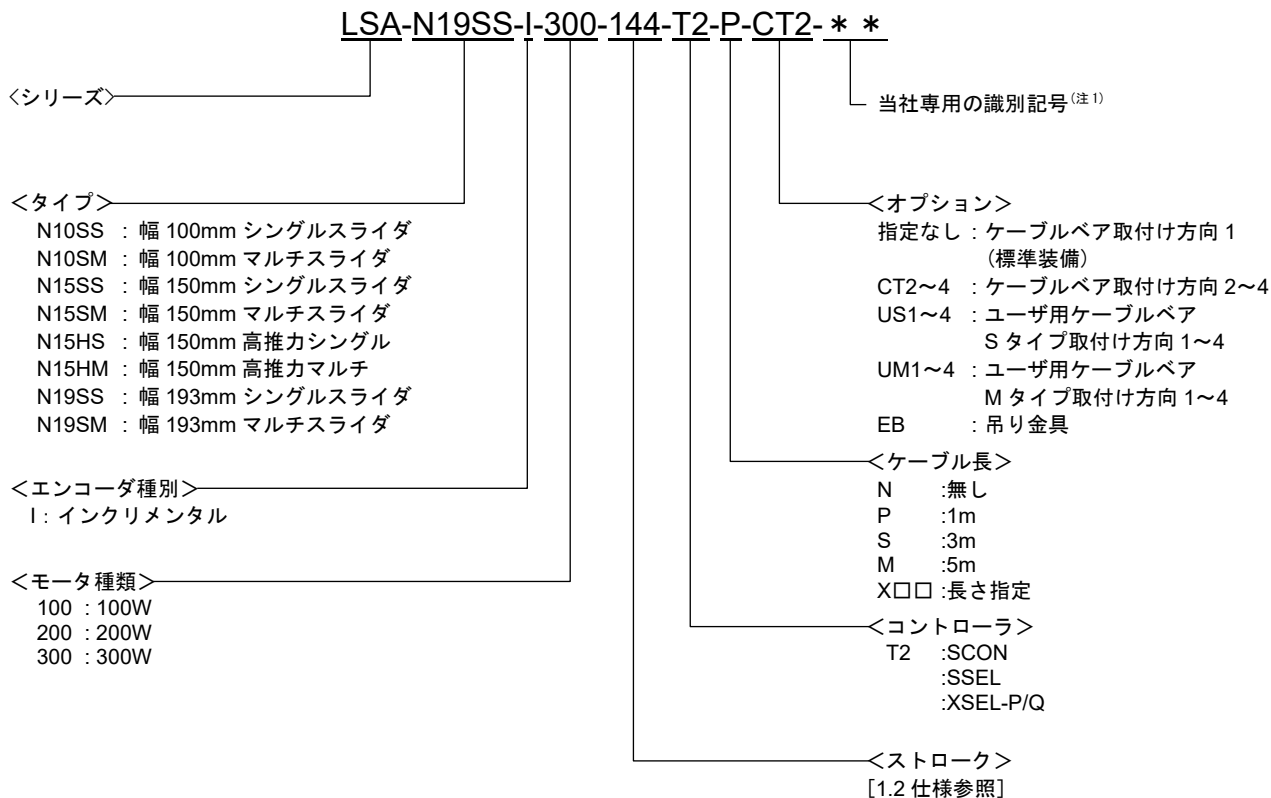 LSA-N19SS-I-300-144-T2-P-CT2-＊＊
〈シリーズ〉
当社専用の識別記号(注1)
＜タイプ＞
N10SS : 幅 100mm シングルスライダ
N10SM : 幅 100mm マルチスライダ
N15SS : 幅 150mm シングルスライダ
N15SM : 幅 150mm マルチスライダ
N15HS : 幅 150mm 高推力シングル
N15HM : 幅 150mm 高推力マルチ
N19SS : 幅 193mm シングルスライダ
N19SM : 幅 193mm マルチスライダ
＜エンコーダ種別＞
I : インクリメンタル
＜モータ種類＞
100 : 100W
200 : 200W
300 : 300W
＜オプション＞
指定なし : ケーブルベア取付け方向 1
(標準装備)
CT2～4 : ケーブルベア取付け方向 2～4
US1～4 : ユーザ用ケーブルベア
S タイプ取付け方向 1～4
UM1～4 : ユーザ用ケーブルベア
M タイプ取付け方向 1～4
EB : 吊り金具
＜ケーブル長＞
N :無し
P :1m
S :3m
M :5m
X□□ :長さ指定
＜コントローラ＞
T2 :SCON
:SSEL
:XSEL-P/Q
＜ストローク＞
[1.2 仕様参照]